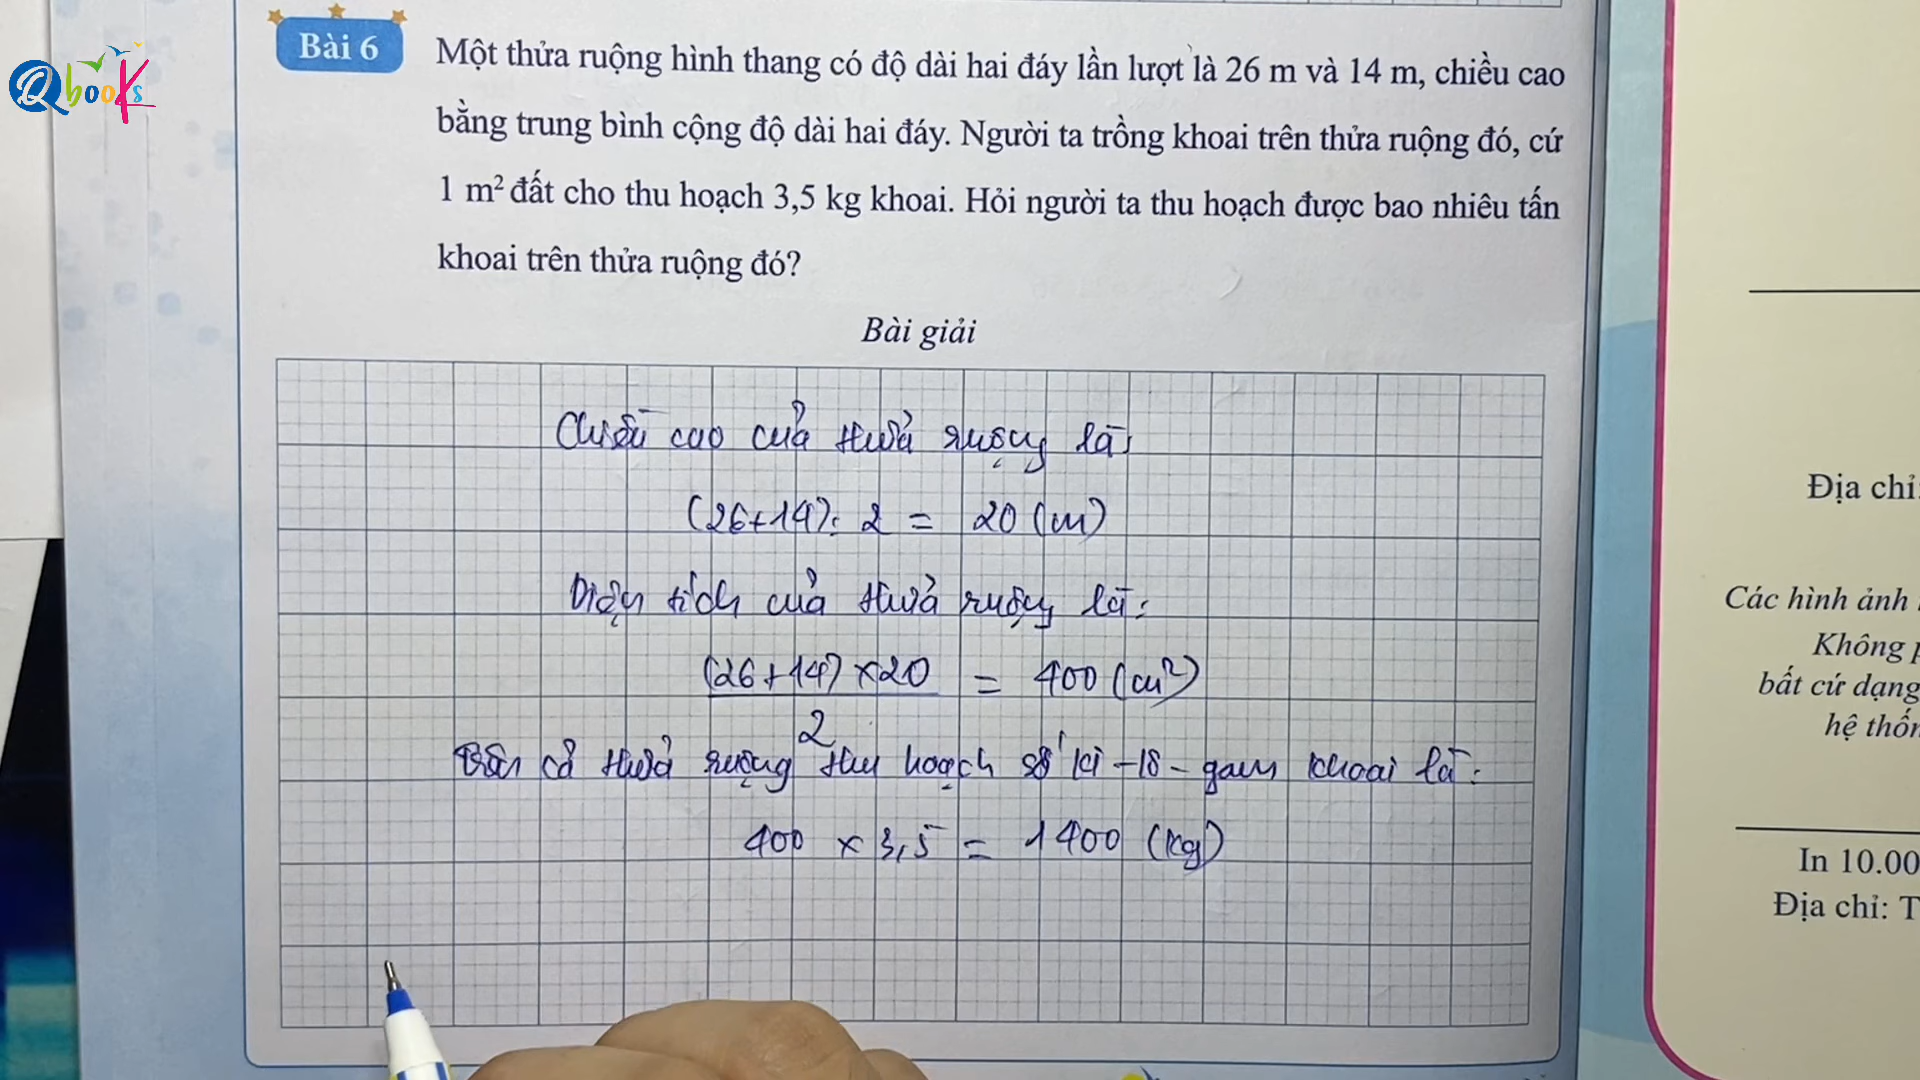 Qbooks
Bài 6
Một thửa ruộng hình thang có độ dài hai đáy lần lượt là 26 m và 14 m, chiều cao
bằng trung bình cộng độ dài hai đáy. Người ta trồng khoai trên thửa ruộng đó, cứ
1 m² đất cho thu hoạch 3,5 kg khoai. Hỏi người ta thu hoạch được bao nhiêu tấn
khoai trên thửa ruộng đó?
Bài giải
Chiều cao của thửa ruộng là:
(26+14): 2 = 20 (m)
Diện tích của thửa ruộng là:
(26+14) x 20 = 400 (m²)
2
Trên cả thửa ruộng thu hoạch số ki-lô-gam khoai là:
400 x 3,5 = 1400 (kg)
Địa chỉ:
Các hình ảnh
Không
bất cứ dạng
hệ thốn
In 10.00
Địa chỉ: T